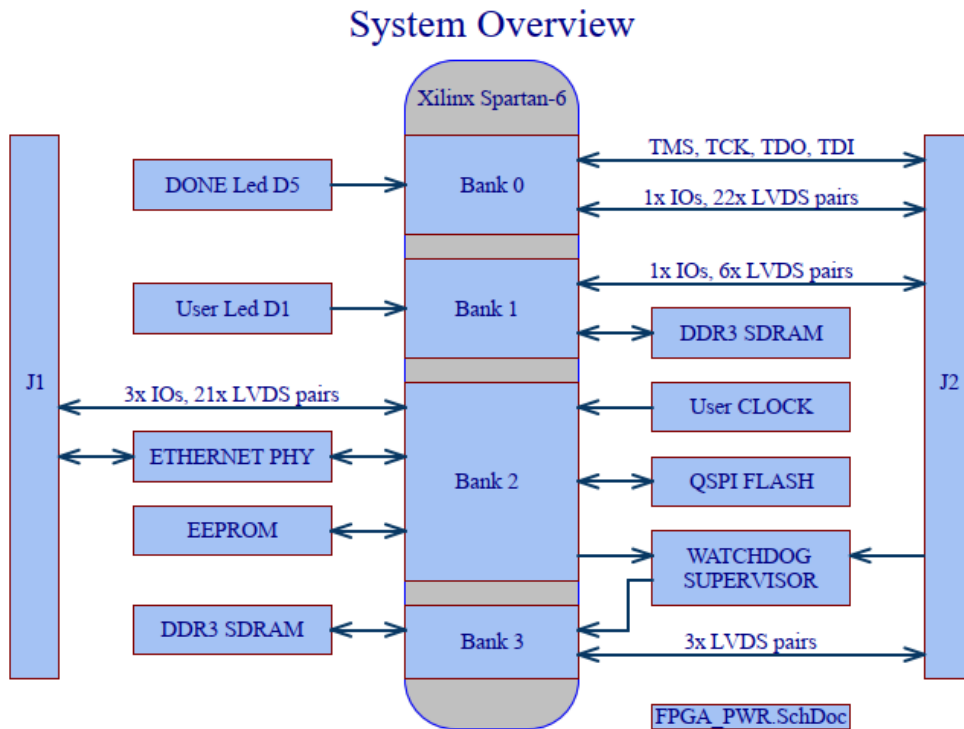 System Overview
Xilinx Spartan-6
TMS, TCK, TDO, TDI
DONE Led D5
Bank 0
1x IOs, 22x LVDS pairs
1x IOs, 6x LVDS pairs
User Led D1
Bank 1
DDR3 SDRAM
J1
3x IOs, 21x LVDS pairs
User CLOCK
J2
ETHERNET PHY
Bank 2
QSPI FLASH
EEPROM
WATCHDOG
SUPERVISOR
DDR3 SDRAM
Bank 3
3x LVDS pairs
FPGA_PWR.SchDoc